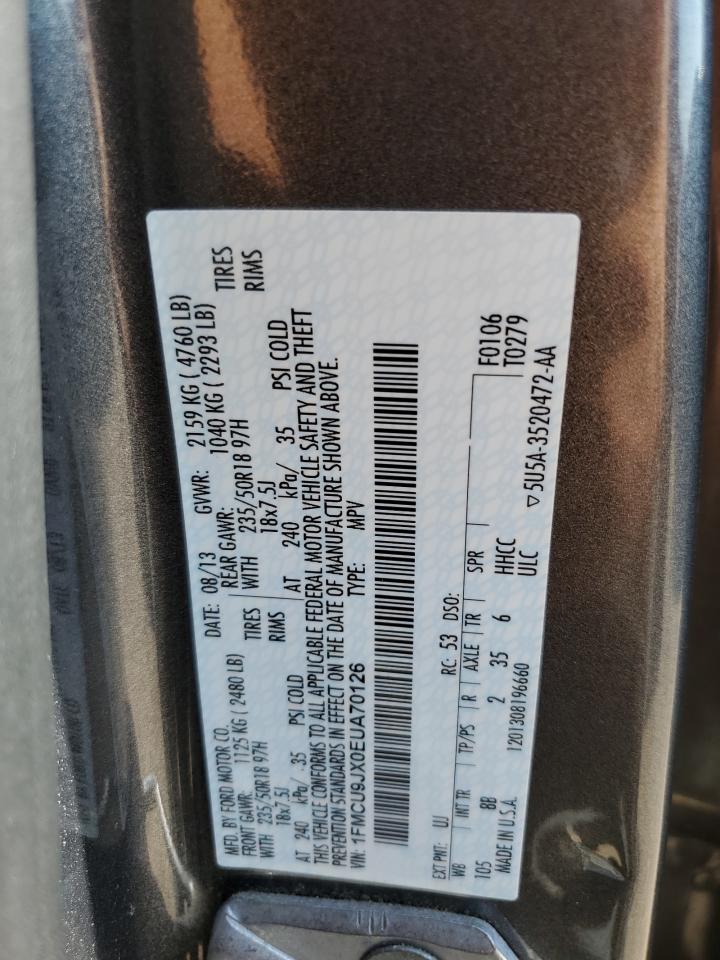 MFD. BY FORD MOTOR CO.
DATE: 08/13 GVWR: 2159 KG ( 4760 LB)
FRONT GAWR: 1125 KG ( 2480 LB) REAR GAWR: 1040 KG ( 2293 LB)
WITH 235/50R18 97H TIRES WITH 235/50R18 97H TIRES
18x7.5J RIMS 18x7.5J RIMS
AT 240 kPa/ 35 PSI COLD AT 240 kPa/ 35 PSI COLD
THIS VEHICLE CONFORMS TO ALL APPLICABLE FEDERAL MOTOR VEHICLE SAFETY AND THEFT
PREVENTION STANDARDS IN EFFECT ON THE DATE OF MANUFACTURE SHOWN ABOVE.
VIN: 1FMCU9JX0EUA70126 TYPE: MPV
EXT PNT: UJ RC: 53 DSO:
WB INT TR TP/PS R AXLE TR SPR F0106
105 8B 2 35 6 HHCC T0279
MADE IN U.S.A. 1201308196660 ULC ▽5U5A-3520472-AA